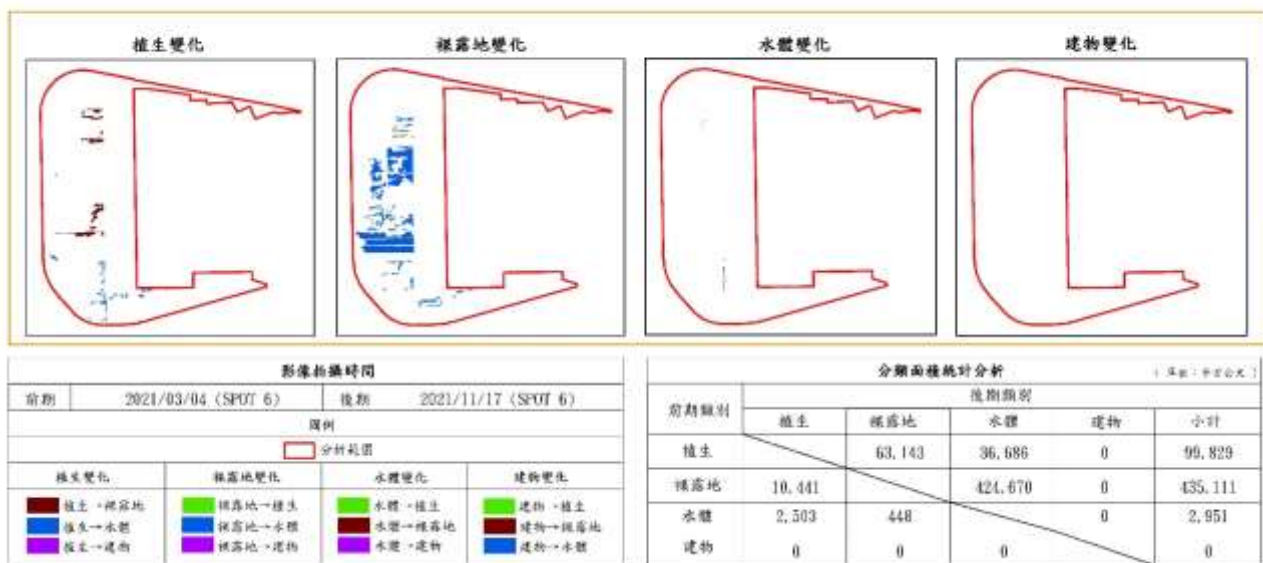 植生變化 裸露地變化 水體變化 建物變化
影像拍攝時間
前期 2021/03/04 (SPOT 6) 後期 2021/11/17 (SPOT 6)
圖例
分析範圍
植生變化 裸露地變化 水體變化 建物變化
植生→裸露地 裸露地→植生 水體→植生 建物→植生
植生→水體 裸露地→水體 水體→裸露地 建物→裸露地
植生→建物 裸露地→建物 水體→建物 建物→水體
分類面積統計分析 (單位：平方公尺)
前期類別 後期類別
植生 裸露地 水體 建物 小計
植生 63,143 36,686 0 99,829
裸露地 10,441 424,670 0 435,111
水體 2,503 448 0 2,951
建物 0 0 0 0